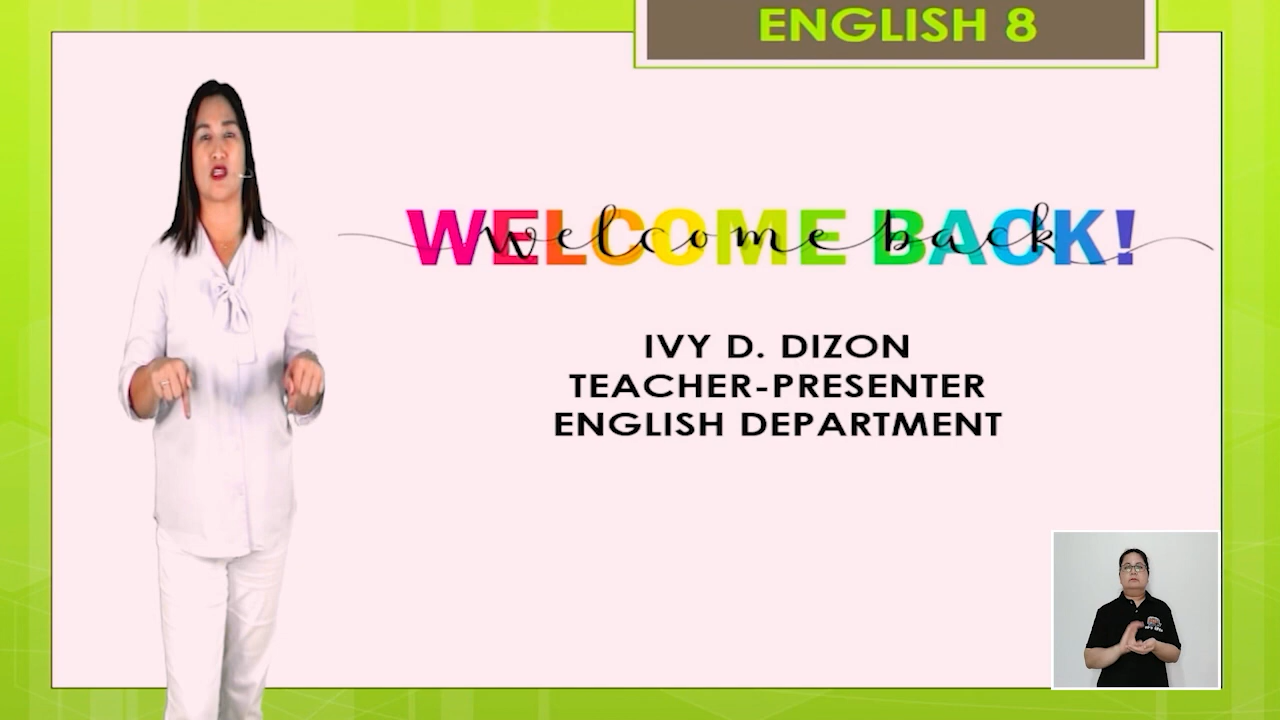 ENGLISH 8
WELCOME BACK!
welcome back
IVY D. DIZON
TEACHER-PRESENTER
ENGLISH DEPARTMENT